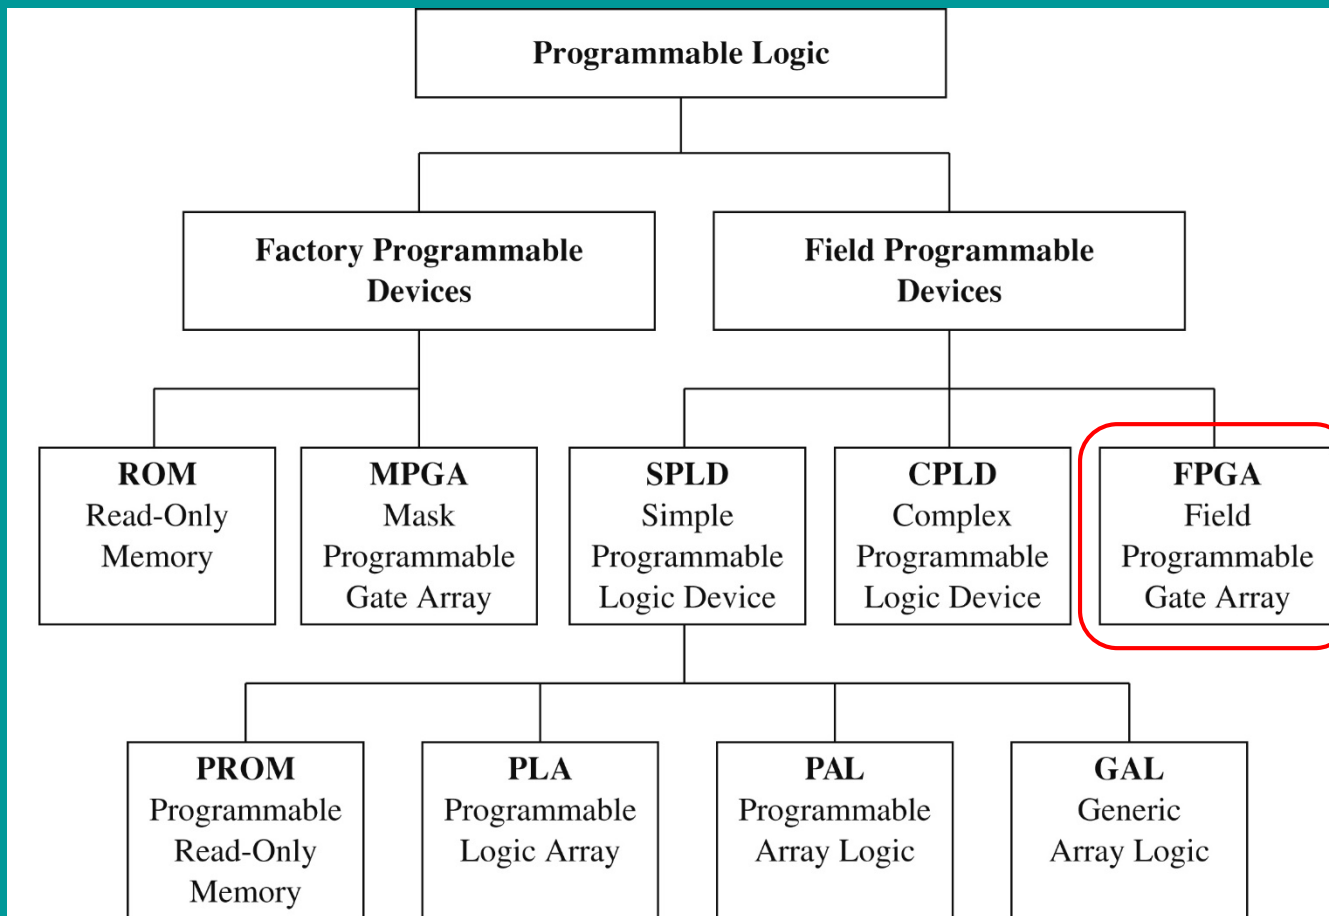 Programmable Logic
Factory Programmable
Devices
Field Programmable
Devices
ROM
Read-Only
Memory
MPGA
Mask
Programmable
Gate Array
SPLD
Simple
Programmable
Logic Device
CPLD
Complex
Programmable
Logic Device
FPGA
Field
Programmable
Gate Array
PROM
Programmable
Read-Only
Memory
PLA
Programmable
Logic Array
PAL
Programmable
Array Logic
GAL
Generic
Array Logic